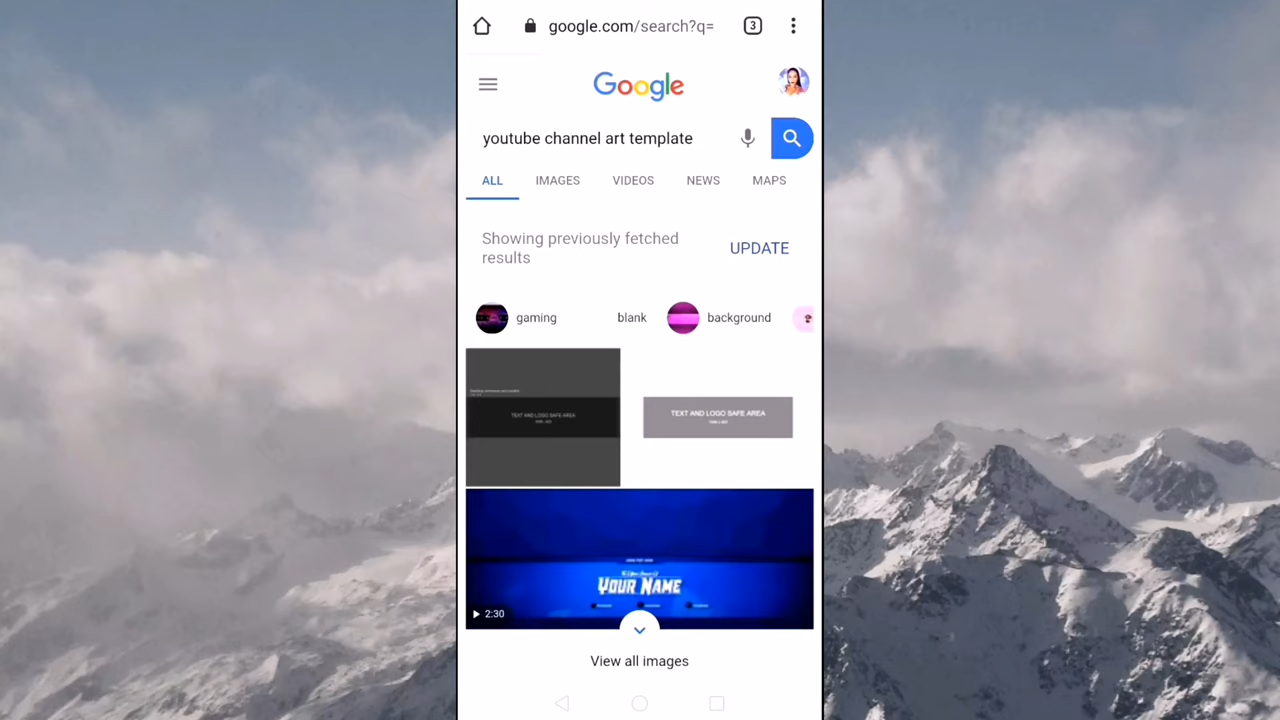 google.com/search?q=
3
Google
youtube channel art template
ALL IMAGES VIDEOS NEWS MAPS
Showing previously fetched
results
UPDATE
gaming blank background
TEXT AND LOGO SAFE AREA
TEXT AND LOGO SAFE AREA
YOUR NAME
2:30
View all images